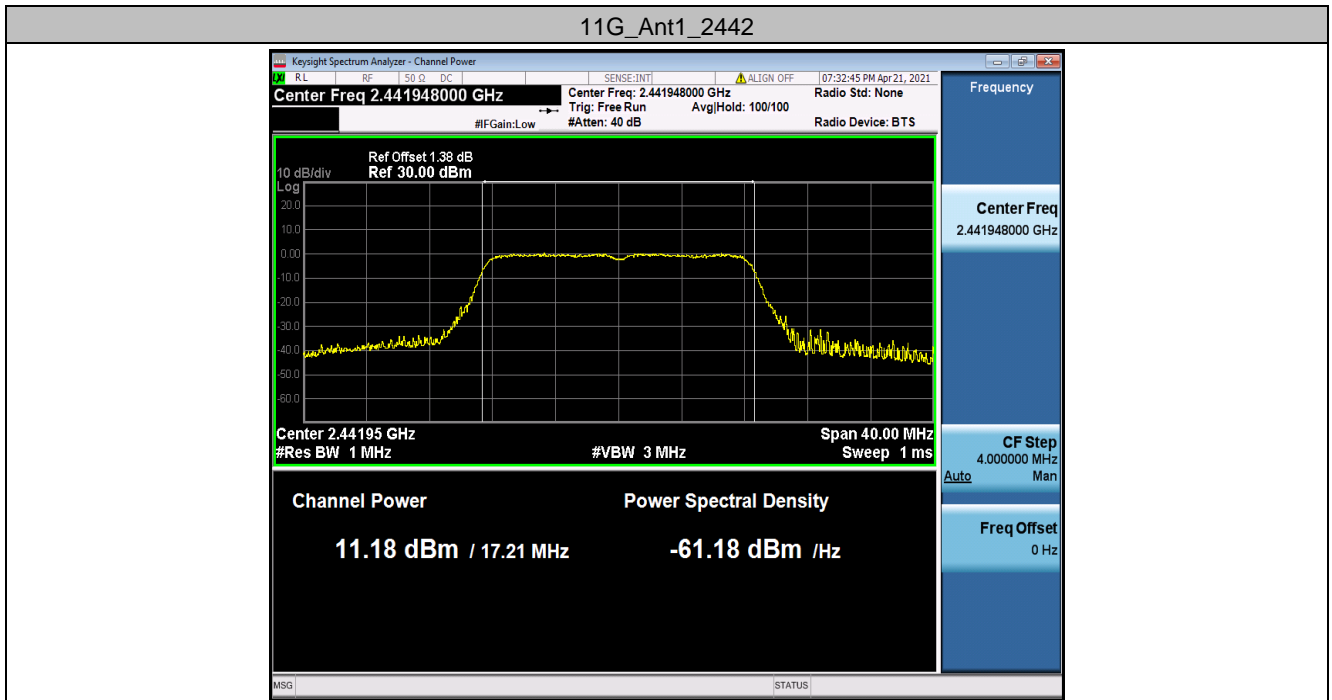 11G_Ant1_2442
Keysight Spectrum Analyzer - Channel Power
LXI RL RF 50 Ω DC SENSE:INT ALIGN OFF 07:32:45 PM Apr 21, 2021
Center Freq 2.441948000 GHz
Center Freq: 2.441948000 GHz Radio Std: None
Trig: Free Run Avg|Hold: 100/100
#IFGain:Low #Atten: 40 dB Radio Device: BTS
Ref Offset 1.38 dB
10 dB/div Ref 30.00 dBm
Log
20.0
10.0
0.00
-10.0
-20.0
-30.0
-40.0
-50.0
-60.0
Center 2.44195 GHz Span 40.00 MHz
#Res BW 1 MHz #VBW 3 MHz Sweep 1 ms
Channel Power Power Spectral Density
11.18 dBm / 17.21 MHz -61.18 dBm /Hz
MSG STATUS
Frequency
Center Freq
2.441948000 GHz
CF Step
4.000000 MHz
Auto Man
Freq Offset
0 Hz